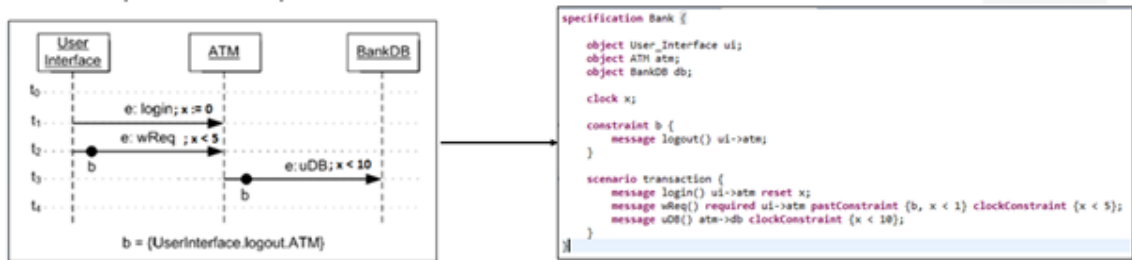 User
Interface
ATM
BankDB
t0
e: login; x := 0
t1
e: wReq ; x < 5
t2
b
e: uDB; x < 10
t3
b
t4
b = {UserInterface.logout.ATM}
specification Bank {
object User_Interface ui;
object ATM atm;
object BankDB db;
clock x;
constraint b {
message logout() ui->atm;
}
scenario transaction {
message login() ui->atm reset x;
message wReq() required ui->atm pastConstraint {b, x < 1} clockConstraint {x < 5};
message uDB() atm->db clockConstraint {x < 10};
}
}